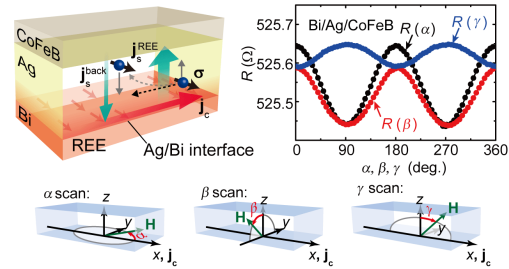 CoFeB
Ag
Bi
REE
j_s^back
j_s^REE
σ
j_c
Ag/Bi interface
Bi/Ag/CoFeB
R (α)
R (γ)
R (β)
R (Ω)
525.6
525.5
525.4
0
90
180
270
360
α, β, γ (deg.)
α scan:
z
H
y
α
x, j_c
β scan:
z
β
H
y
x, j_c
γ scan:
z
γ
H
y
x, j_c